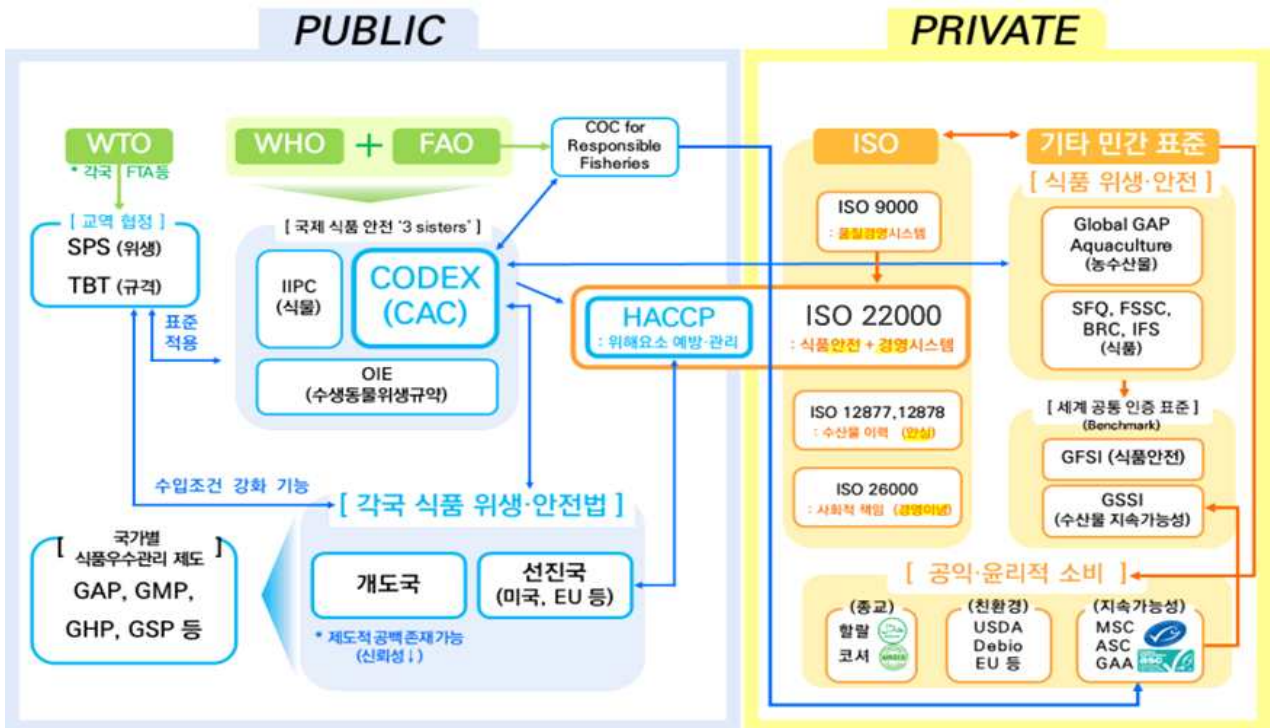 PUBLIC
PRIVATE
WTO
* 각국 FTA등
[ 교역 협정 ]
SPS (위생)
TBT (규격)
WHO + FAO
COC for
Responsible
Fisheries
[ 국제 식품 안전 '3 sisters' ]
IIPC
(식물)
CODEX
(CAC)
OIE
(수생동물위생규약)
표준
적용
HACCP
: 위해요소 예방·관리
수입조건 강화 기능
[ 각국 식품 위생·안전법 ]
개도국
선진국
(미국, EU 등)
* 제도적 공백 존재 가능
(신뢰성↓)
[ 국가별
식품우수관리 제도 ]
GAP, GMP,
GHP, GSP 등
ISO
ISO 9000
: 품질경영시스템
ISO 22000
: 식품안전 + 경영시스템
ISO 12877,12878
: 수산물 이력 (안심)
ISO 26000
: 사회적 책임 (경영이념)
기타 민간 표준
[ 식품 위생·안전 ]
Global GAP
Aquaculture
(농수산물)
SFQ, FSSC,
BRC, IFS
(식품)
[ 세계 공통 인증 표준 ]
(Benchmark)
GFSI (식품안전)
GSSI
(수산물 지속가능성)
[ 공익·윤리적 소비 ]
(종교)
할랄
코셔
(친환경)
USDA
Debio
EU 등
(지속가능성)
MSC
ASC
GAA
asc